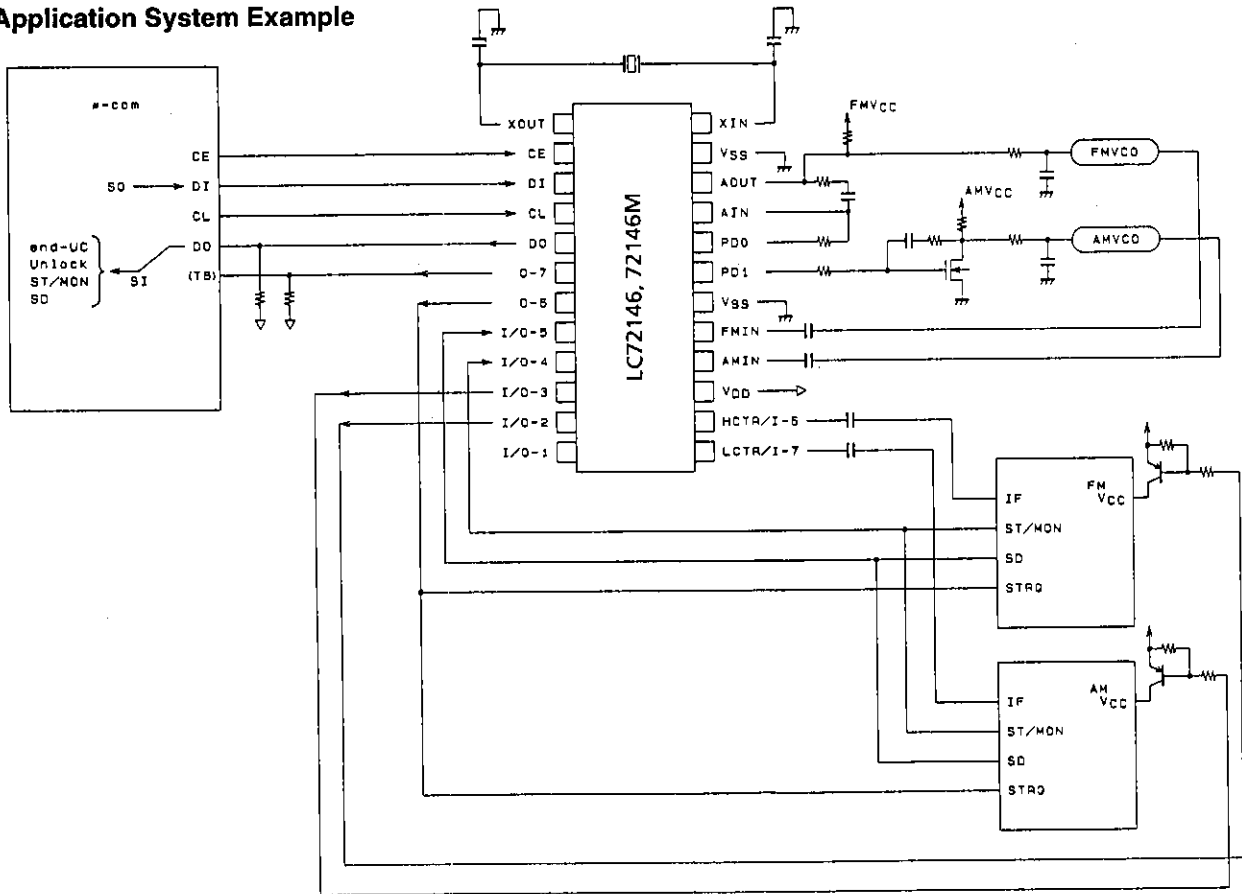 Application System Example
μ-com
CE
SO
DI
CL
DO
end-UC
Unlock
ST/MON
SD
SI
(TB)
XOUT
CE
DI
CL
DO
O-7
O-6
I/O-5
I/O-4
I/O-3
I/O-2
I/O-1
LC72146, 72146M
XIN
VSS
AOUT
AIN
PD0
PD1
VSS
FMIN
AMIN
VDD
HCTR/I-6
LCTR/I-7
FMVCC
FMVCO
AMVCC
AMVCO
FM
VCC
IF
ST/MON
SD
STRQ
AM
VCC
IF
ST/MON
SD
STRQ